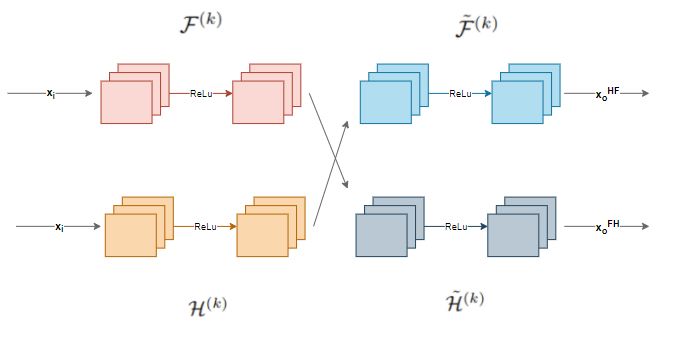 𝓕^(k) 𝓕̃^(k)
x_i ReLu ReLu x_o^HF
x_i ReLu ReLu x_o^FH
𝓗^(k) 𝓗̃^(k)